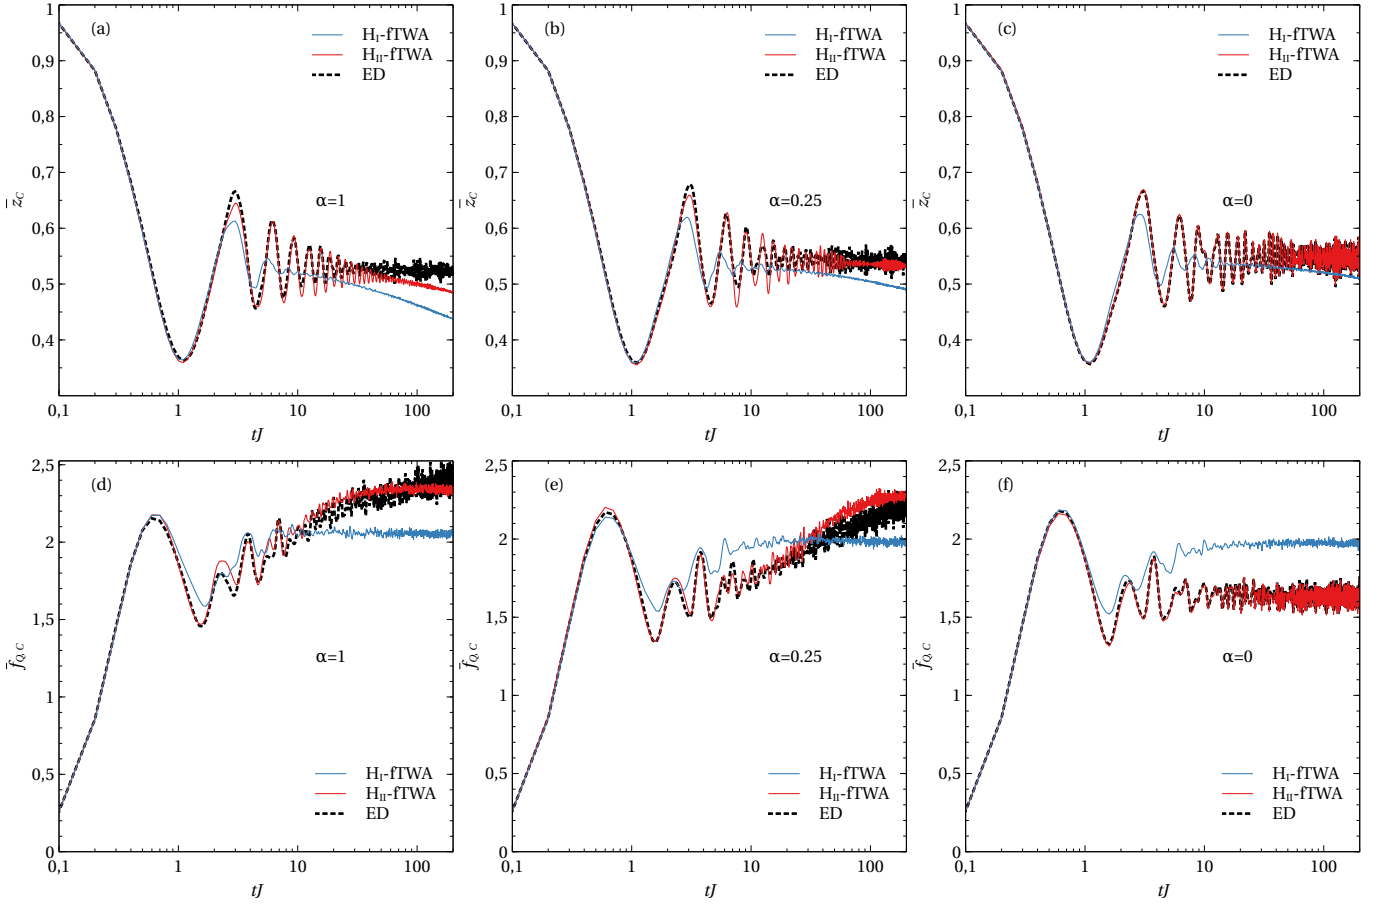 (a)
H_I-fTWA
H_II-fTWA
ED
1
0,9
0,8
0,7
0,6
0,5
0,4
z̄_C
α=1
0,1
1
10
100
tJ
(b)
H_I-fTWA
H_II-fTWA
ED
1
0,9
0,8
0,7
0,6
0,5
0,4
z̄_C
α=0.25
0,1
1
10
100
tJ
(c)
H_I-fTWA
H_II-fTWA
ED
1
0,9
0,8
0,7
0,6
0,5
0,4
z̄_C
α=0
0,1
1
10
100
tJ
(d)
2,5
2
1,5
1
0,5
0
f̄_Q,C
α=1
H_I-fTWA
H_II-fTWA
ED
0,1
1
10
100
tJ
(e)
2,5
2
1,5
1
0,5
0
f̄_Q,C
α=0.25
H_I-fTWA
H_II-fTWA
ED
0,1
1
10
100
tJ
(f)
2,5
2
1,5
1
0,5
0
f̄_Q,C
α=0
H_I-fTWA
H_II-fTWA
ED
0,1
1
10
100
tJ